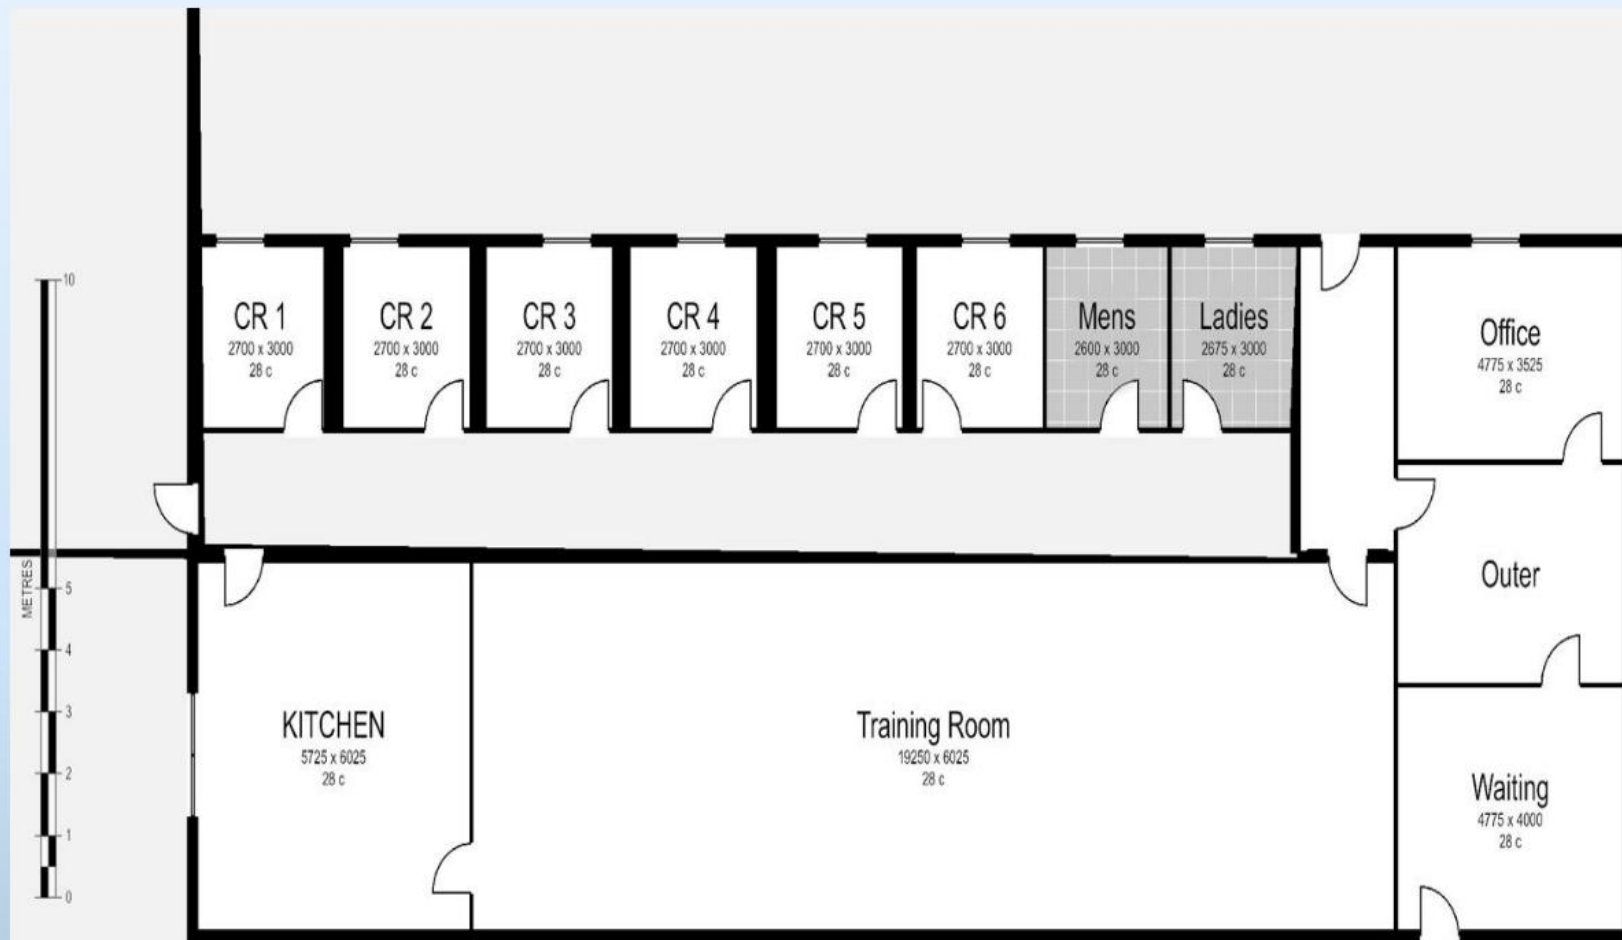 CR 1
2700 x 3000
28 c
CR 2
2700 x 3000
28 c
CR 3
2700 x 3000
28 c
CR 4
2700 x 3000
28 c
CR 5
2700 x 3000
28 c
CR 6
2700 x 3000
28 c
Mens
2600 x 3000
28 c
Ladies
2675 x 3000
28 c
Office
4775 x 3525
28 c
Outer
KITCHEN
5725 x 6025
28 c
Training Room
19250 x 6025
28 c
Waiting
4775 x 4000
28 c
METRES
10
5
4
3
2
1
0